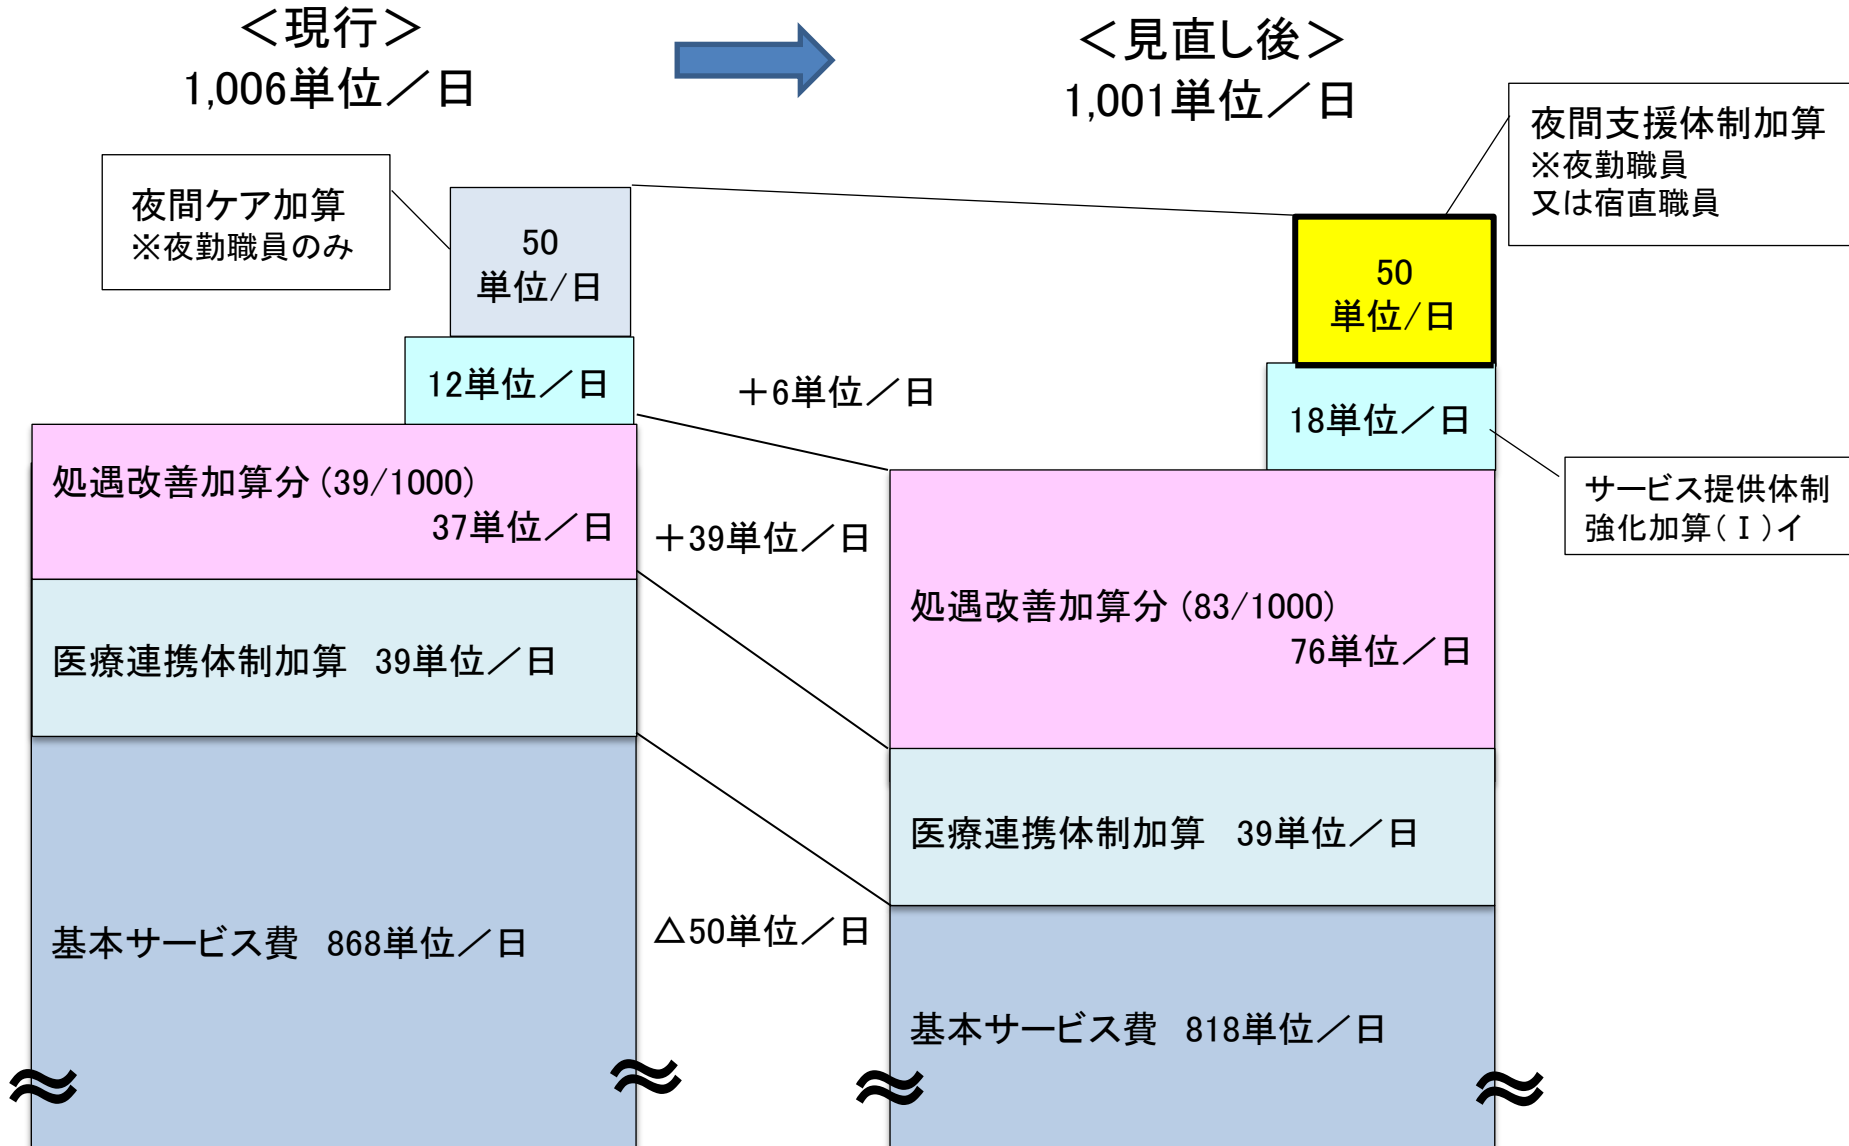 ＜現行＞
1,006単位／日
＜見直し後＞
1,001単位／日
夜間ケア加算
※夜勤職員のみ
50
単位/日
12単位／日
処遇改善加算分(39/1000)
37単位／日
医療連携体制加算　39単位／日
基本サービス費　868単位／日
＋6単位／日
＋39単位／日
△50単位／日
夜間支援体制加算
※夜勤職員
又は宿直職員
50
単位/日
18単位／日
サービス提供体制
強化加算(Ⅰ)イ
処遇改善加算分(83/1000)
76単位／日
医療連携体制加算　39単位／日
基本サービス費　818単位／日